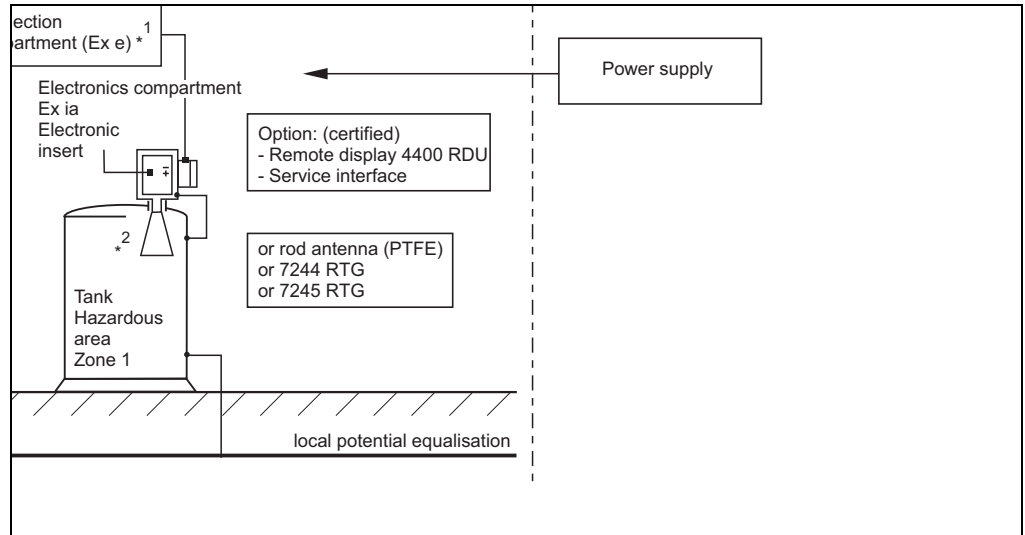 ection
artment (Ex e) *1
Power supply
Electronics compartment
Ex ia
Electronic
insert
Option: (certified)
- Remote display 4400 RDU
- Service interface
+ -
*2
or rod antenna (PTFE)
or 7244 RTG
or 7245 RTG
Tank
Hazardous
area
Zone 1
local potential equalisation